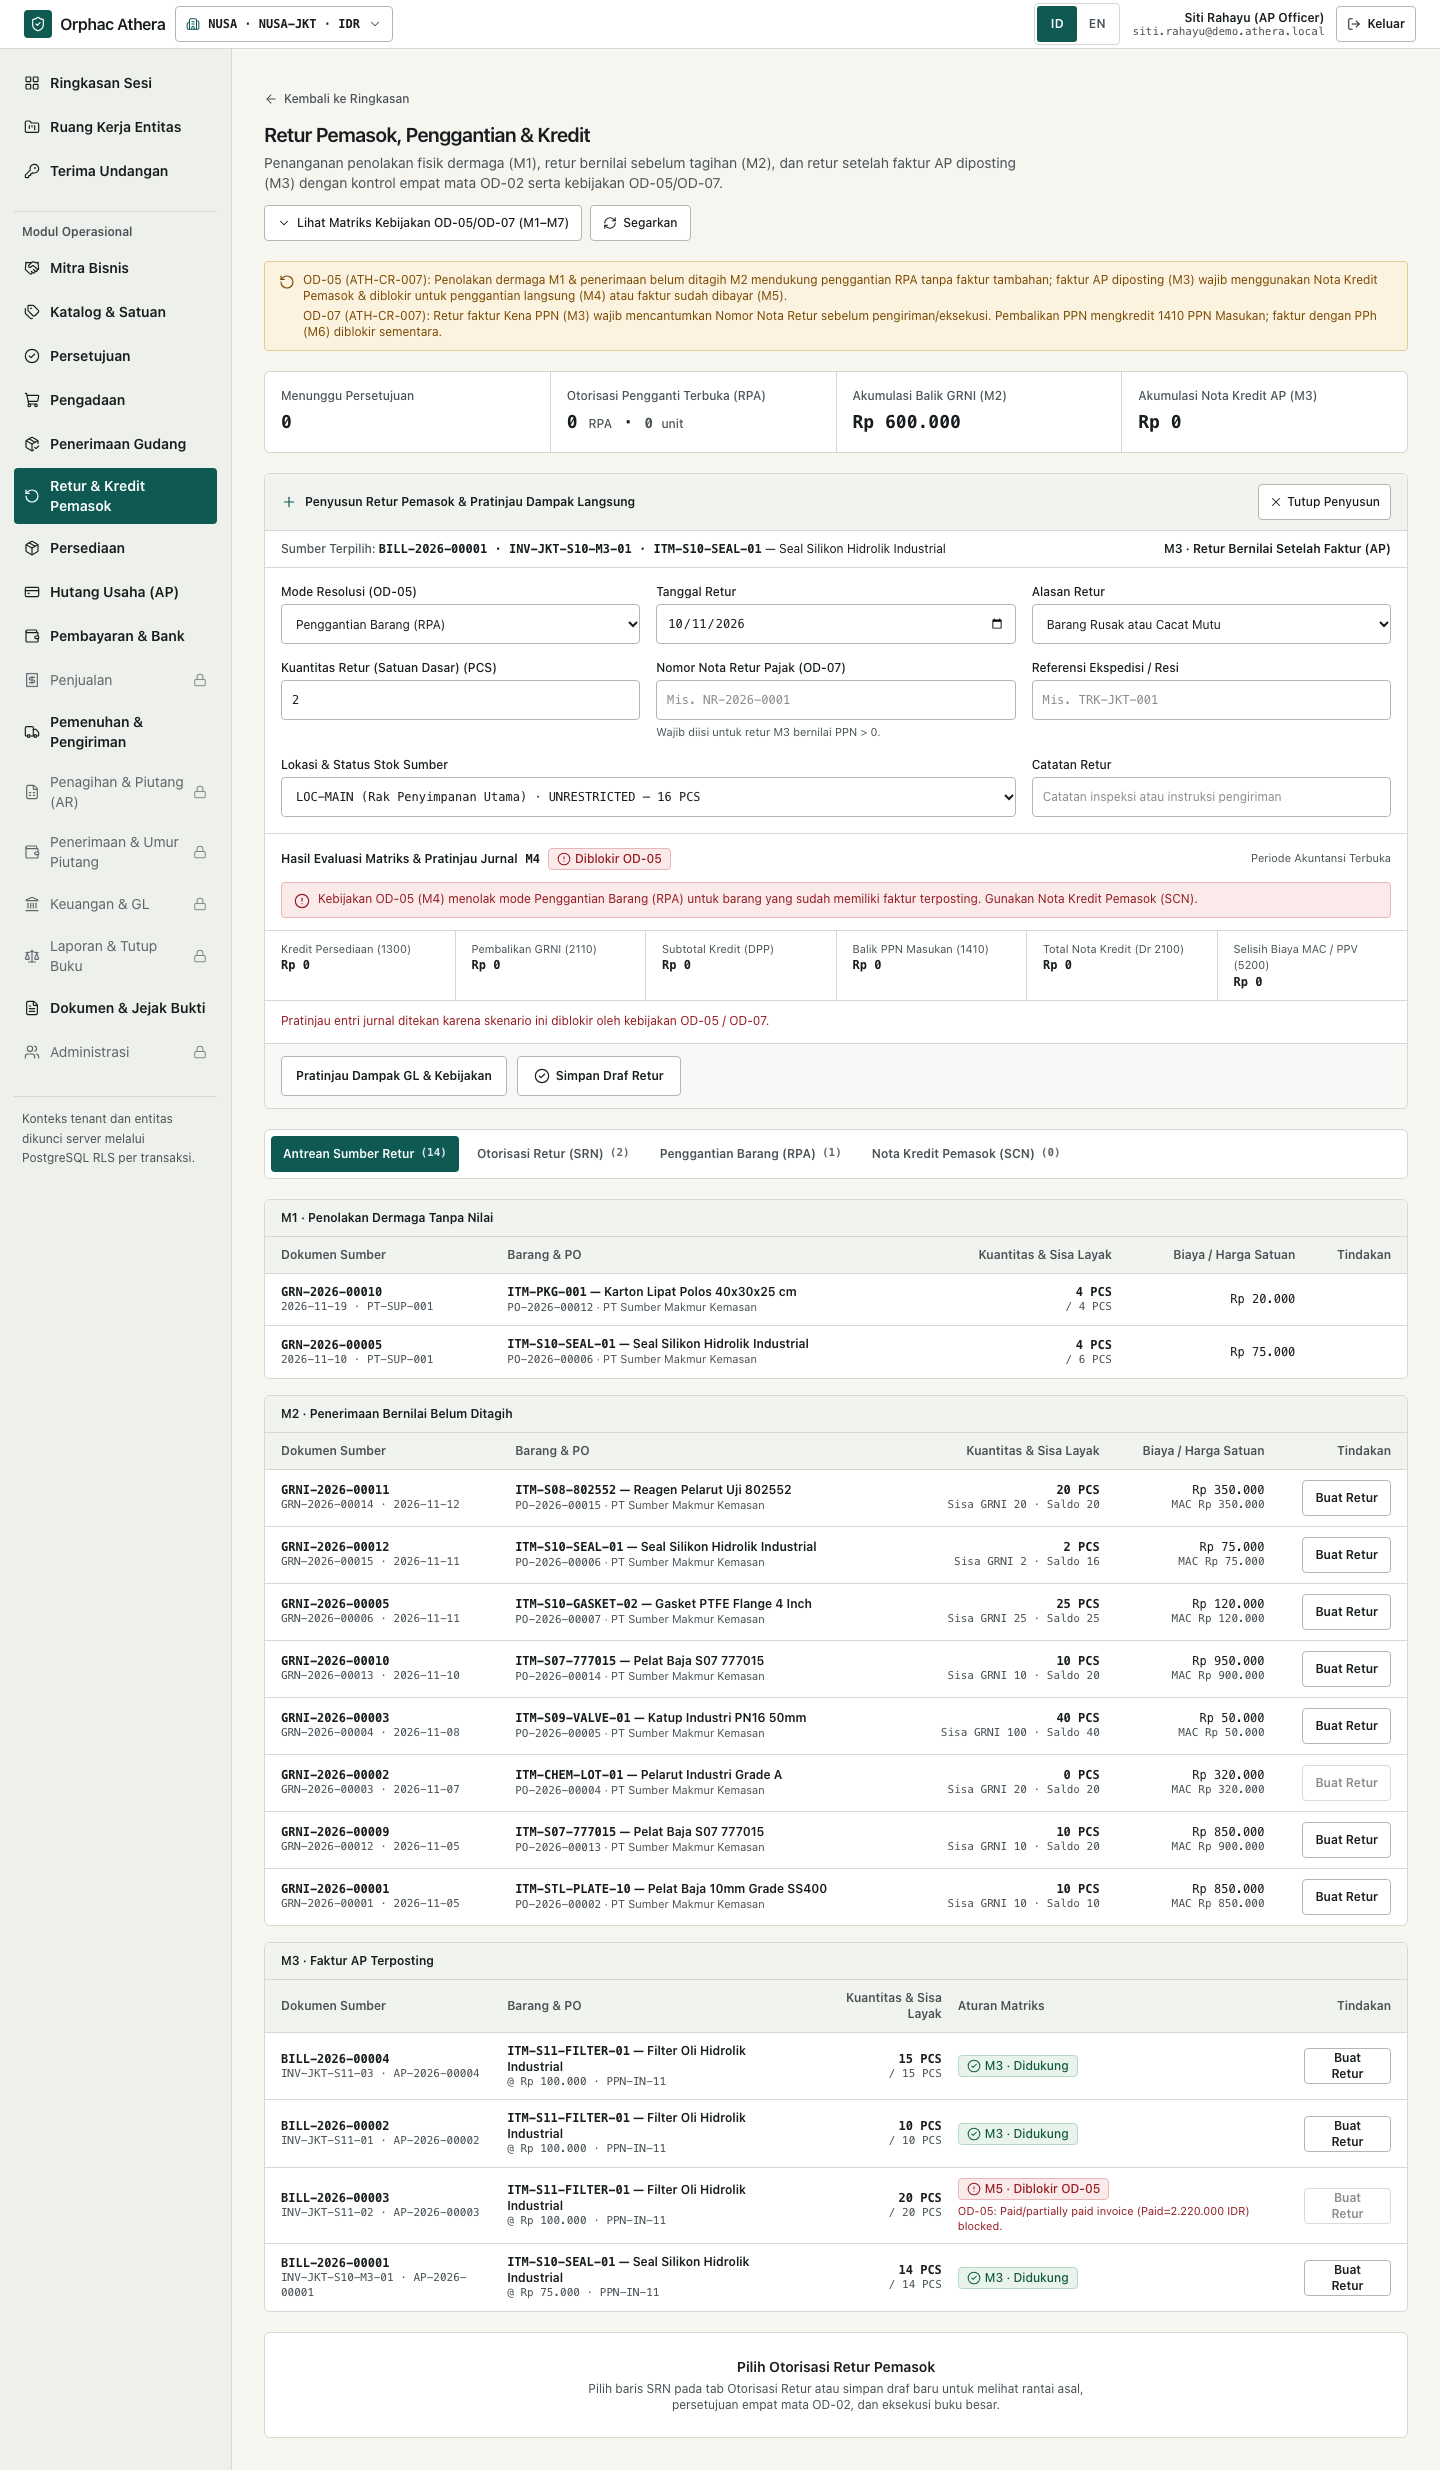 Orphac Athera
NUSA · NUSA-JKT · IDR
ID
EN
Siti Rahayu (AP Officer)
siti.rahayu@demo.athera.local
Keluar
Ringkasan Sesi
Ruang Kerja Entitas
Terima Undangan
Modul Operasional
Mitra Bisnis
Katalog & Satuan
Persetujuan
Pengadaan
Penerimaan Gudang
Retur & Kredit
Pemasok
Persediaan
Hutang Usaha (AP)
Pembayaran & Bank
Penjualan
Pemenuhan &
Pengiriman
Penagihan & Piutang
(AR)
Penerimaan & Umur
Piutang
Keuangan & GL
Laporan & Tutup
Buku
Dokumen & Jejak Bukti
Administrasi
Konteks tenant dan entitas
dikunci server melalui
PostgreSQL RLS per transaksi.
Kembali ke Ringkasan
Retur Pemasok, Penggantian & Kredit
Penanganan penolakan fisik dermaga (M1), retur bernilai sebelum tagihan (M2), dan retur setelah faktur AP diposting
(M3) dengan kontrol empat mata OD-02 serta kebijakan OD-05/OD-07.
Lihat Matriks Kebijakan OD-05/OD-07 (M1–M7)
Segarkan
OD-05 (ATH-CR-007): Penolakan dermaga M1 & penerimaan belum ditagih M2 mendukung penggantian RPA tanpa faktur tambahan; faktur AP diposting (M3) wajib menggunakan Nota Kredit
Pemasok & diblokir untuk penggantian langsung (M4) atau faktur sudah dibayar (M5).
OD-07 (ATH-CR-007): Retur faktur Kena PPN (M3) wajib mencantumkan Nomor Nota Retur sebelum pengiriman/eksekusi. Pembalikan PPN mengkredit 1410 PPN Masukan; faktur dengan PPh
(M6) diblokir sementara.
Menunggu Persetujuan
0
Otorisasi Pengganti Terbuka (RPA)
0 RPA · 0 unit
Akumulasi Balik GRNI (M2)
Rp 600.000
Akumulasi Nota Kredit AP (M3)
Rp 0
Penyusun Retur Pemasok & Pratinjau Dampak Langsung
Tutup Penyusun
Sumber Terpilih: BILL-2026-00001 · INV-JKT-S10-M3-01 · ITM-S10-SEAL-01 — Seal Silikon Hidrolik Industrial
M3 · Retur Bernilai Setelah Faktur (AP)
Mode Resolusi (OD-05)
Penggantian Barang (RPA)
Tanggal Retur
10/11/2026
Alasan Retur
Barang Rusak atau Cacat Mutu
Kuantitas Retur (Satuan Dasar) (PCS)
2
Nomor Nota Retur Pajak (OD-07)
Mis. NR-2026-0001
Wajib diisi untuk retur M3 bernilai PPN > 0.
Referensi Ekspedisi / Resi
Mis. TRK-JKT-001
Lokasi & Status Stok Sumber
LOC-MAIN (Rak Penyimpanan Utama) · UNRESTRICTED — 16 PCS
Catatan Retur
Catatan inspeksi atau instruksi pengiriman
Hasil Evaluasi Matriks & Pratinjau Jurnal M4
Diblokir OD-05
Periode Akuntansi Terbuka
Kebijakan OD-05 (M4) menolak mode Penggantian Barang (RPA) untuk barang yang sudah memiliki faktur terposting. Gunakan Nota Kredit Pemasok (SCN).
Kredit Persediaan (1300)
Rp 0
Pembalikan GRNI (2110)
Rp 0
Subtotal Kredit (DPP)
Rp 0
Balik PPN Masukan (1410)
Rp 0
Total Nota Kredit (Dr 2100)
Rp 0
Selisih Biaya MAC / PPV
(5200)
Rp 0
Pratinjau entri jurnal ditekan karena skenario ini diblokir oleh kebijakan OD-05 / OD-07.
Pratinjau Dampak GL & Kebijakan
Simpan Draf Retur
Antrean Sumber Retur (14)
Otorisasi Retur (SRN) (2)
Penggantian Barang (RPA) (1)
Nota Kredit Pemasok (SCN) (0)
M1 · Penolakan Dermaga Tanpa Nilai
Dokumen Sumber
Barang & PO
Kuantitas & Sisa Layak
Biaya / Harga Satuan
Tindakan
GRN-2026-00010
2026-11-19 · PT-SUP-001
ITM-PKG-001 — Karton Lipat Polos 40x30x25 cm
PO-2026-00012 · PT Sumber Makmur Kemasan
4 PCS
/ 4 PCS
Rp 20.000
GRN-2026-00005
2026-11-10 · PT-SUP-001
ITM-S10-SEAL-01 — Seal Silikon Hidrolik Industrial
PO-2026-00006 · PT Sumber Makmur Kemasan
4 PCS
/ 6 PCS
Rp 75.000
M2 · Penerimaan Bernilai Belum Ditagih
Dokumen Sumber
Barang & PO
Kuantitas & Sisa Layak
Biaya / Harga Satuan
Tindakan
GRNI-2026-00011
GRN-2026-00014 · 2026-11-12
ITM-S08-802552 — Reagen Pelarut Uji 802552
PO-2026-00015 · PT Sumber Makmur Kemasan
20 PCS
Sisa GRNI 20 · Saldo 20
Rp 350.000
MAC Rp 350.000
Buat Retur
GRNI-2026-00012
GRN-2026-00015 · 2026-11-11
ITM-S10-SEAL-01 — Seal Silikon Hidrolik Industrial
PO-2026-00006 · PT Sumber Makmur Kemasan
2 PCS
Sisa GRNI 2 · Saldo 16
Rp 75.000
MAC Rp 75.000
Buat Retur
GRNI-2026-00005
GRN-2026-00006 · 2026-11-11
ITM-S10-GASKET-02 — Gasket PTFE Flange 4 Inch
PO-2026-00007 · PT Sumber Makmur Kemasan
25 PCS
Sisa GRNI 25 · Saldo 25
Rp 120.000
MAC Rp 120.000
Buat Retur
GRNI-2026-00010
GRN-2026-00013 · 2026-11-10
ITM-S07-777015 — Pelat Baja S07 777015
PO-2026-00014 · PT Sumber Makmur Kemasan
10 PCS
Sisa GRNI 10 · Saldo 20
Rp 950.000
MAC Rp 900.000
Buat Retur
GRNI-2026-00003
GRN-2026-00004 · 2026-11-08
ITM-S09-VALVE-01 — Katup Industri PN16 50mm
PO-2026-00005 · PT Sumber Makmur Kemasan
40 PCS
Sisa GRNI 100 · Saldo 40
Rp 50.000
MAC Rp 50.000
Buat Retur
GRNI-2026-00002
GRN-2026-00003 · 2026-11-07
ITM-CHEM-LOT-01 — Pelarut Industri Grade A
PO-2026-00004 · PT Sumber Makmur Kemasan
0 PCS
Sisa GRNI 20 · Saldo 20
Rp 320.000
MAC Rp 320.000
Buat Retur
GRNI-2026-00009
GRN-2026-00012 · 2026-11-05
ITM-S07-777015 — Pelat Baja S07 777015
PO-2026-00013 · PT Sumber Makmur Kemasan
10 PCS
Sisa GRNI 10 · Saldo 20
Rp 850.000
MAC Rp 900.000
Buat Retur
GRNI-2026-00001
GRN-2026-00001 · 2026-11-05
ITM-STL-PLATE-10 — Pelat Baja 10mm Grade SS400
PO-2026-00002 · PT Sumber Makmur Kemasan
10 PCS
Sisa GRNI 10 · Saldo 10
Rp 850.000
MAC Rp 850.000
Buat Retur
M3 · Faktur AP Terposting
Dokumen Sumber
Barang & PO
Kuantitas & Sisa
Layak
Aturan Matriks
Tindakan
BILL-2026-00004
INV-JKT-S11-03 · AP-2026-00004
ITM-S11-FILTER-01 — Filter Oli Hidrolik
Industrial
@ Rp 100.000 · PPN-IN-11
15 PCS
/ 15 PCS
M3 · Didukung
Buat
Retur
BILL-2026-00002
INV-JKT-S11-01 · AP-2026-00002
ITM-S11-FILTER-01 — Filter Oli Hidrolik
Industrial
@ Rp 100.000 · PPN-IN-11
10 PCS
/ 10 PCS
M3 · Didukung
Buat
Retur
BILL-2026-00003
INV-JKT-S11-02 · AP-2026-00003
ITM-S11-FILTER-01 — Filter Oli Hidrolik
Industrial
@ Rp 100.000 · PPN-IN-11
20 PCS
/ 20 PCS
M5 · Diblokir OD-05
OD-05: Paid/partially paid invoice (Paid=2.220.000 IDR)
blocked.
Buat
Retur
BILL-2026-00001
INV-JKT-S10-M3-01 · AP-2026-
00001
ITM-S10-SEAL-01 — Seal Silikon Hidrolik
Industrial
@ Rp 75.000 · PPN-IN-11
14 PCS
/ 14 PCS
M3 · Didukung
Buat
Retur
Pilih Otorisasi Retur Pemasok
Pilih baris SRN pada tab Otorisasi Retur atau simpan draf baru untuk melihat rantai asal,
persetujuan empat mata OD-02, dan eksekusi buku besar.